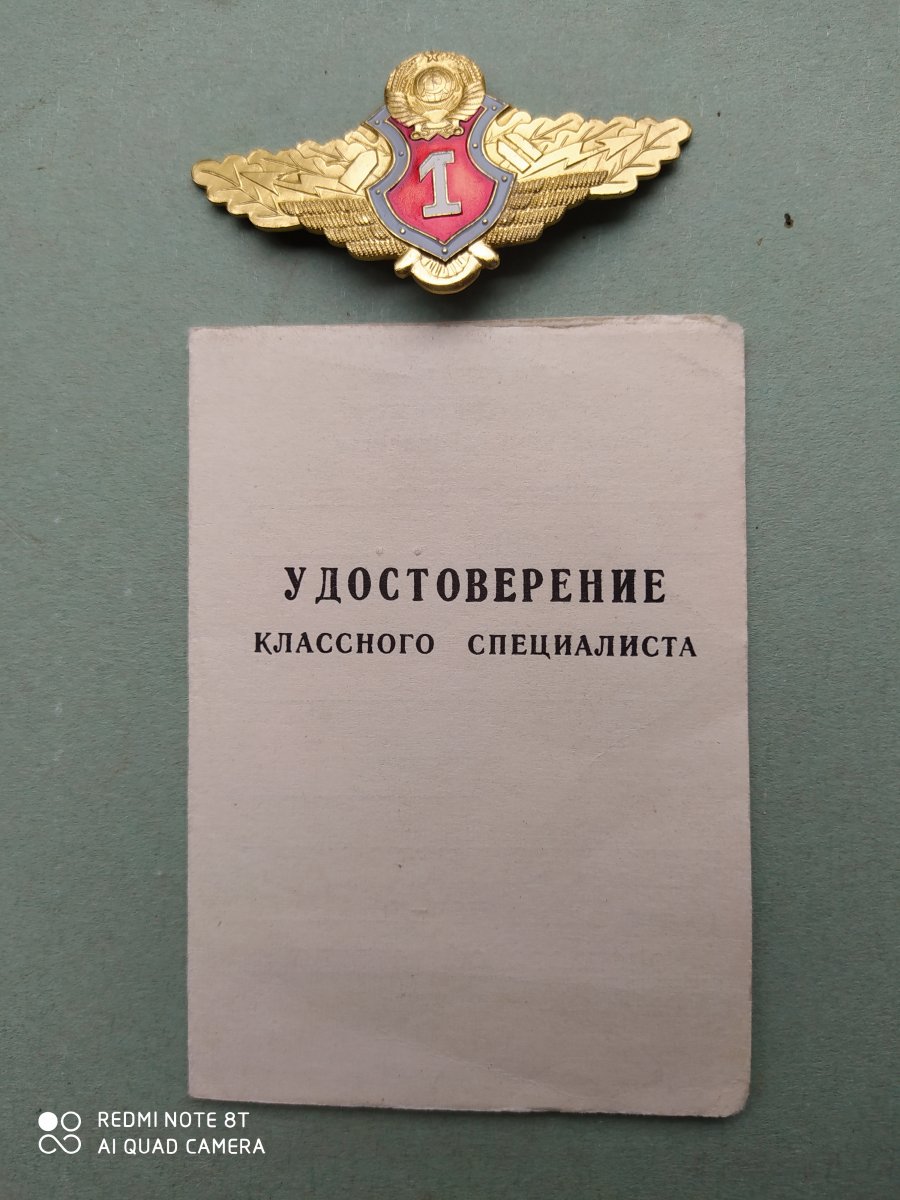 1
УДОСТОВЕРЕНИЕ
КЛАССНОГО СПЕЦИАЛИСТА
REDMI NOTE 8T
AI QUAD CAMERA